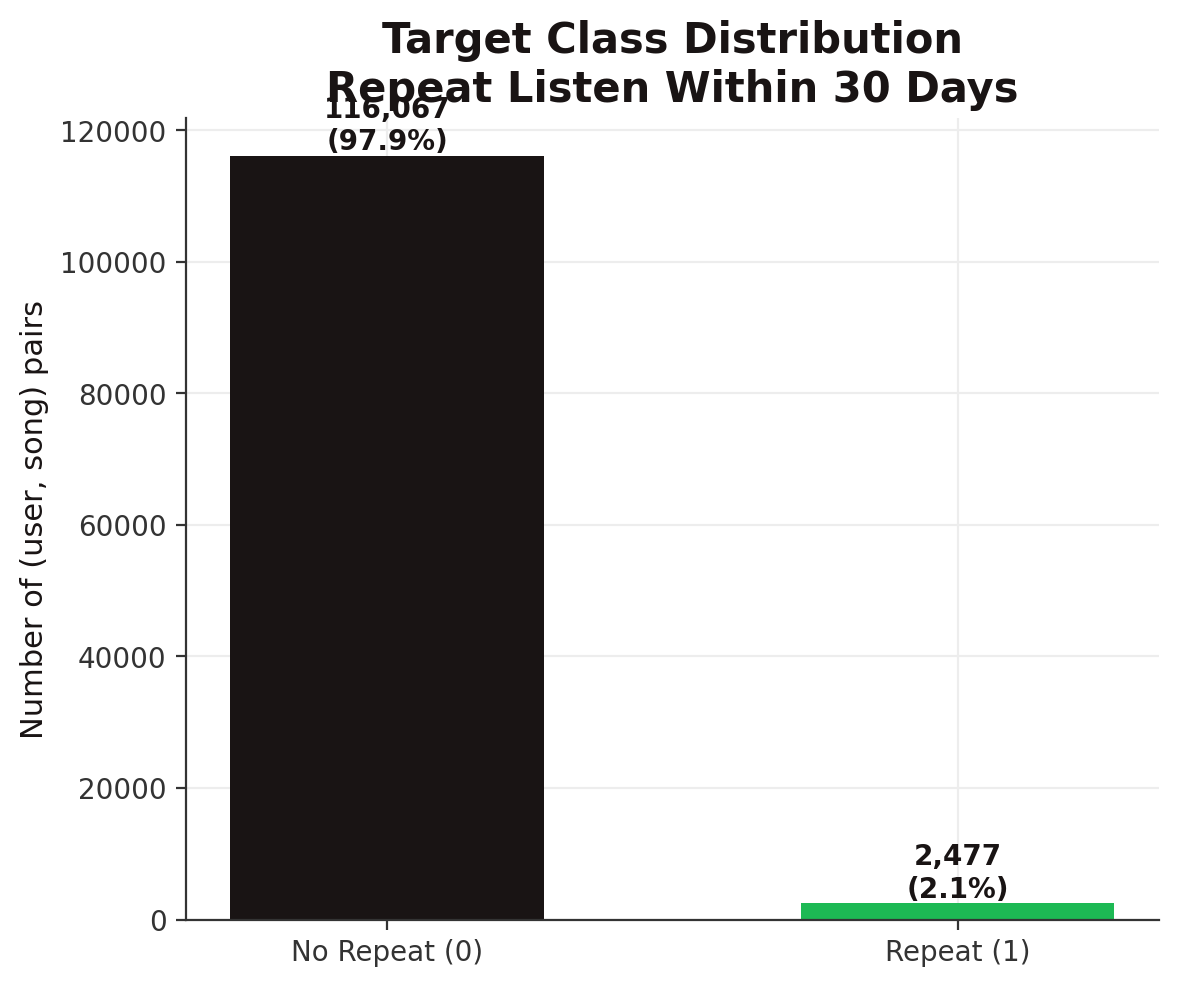 Target Class Distribution
Repeat Listen Within 30 Days
116,067
(97.9%)
120000
100000
80000
60000
40000
20000
0
Number of (user, song) pairs
2,477
(2.1%)
No Repeat (0)
Repeat (1)